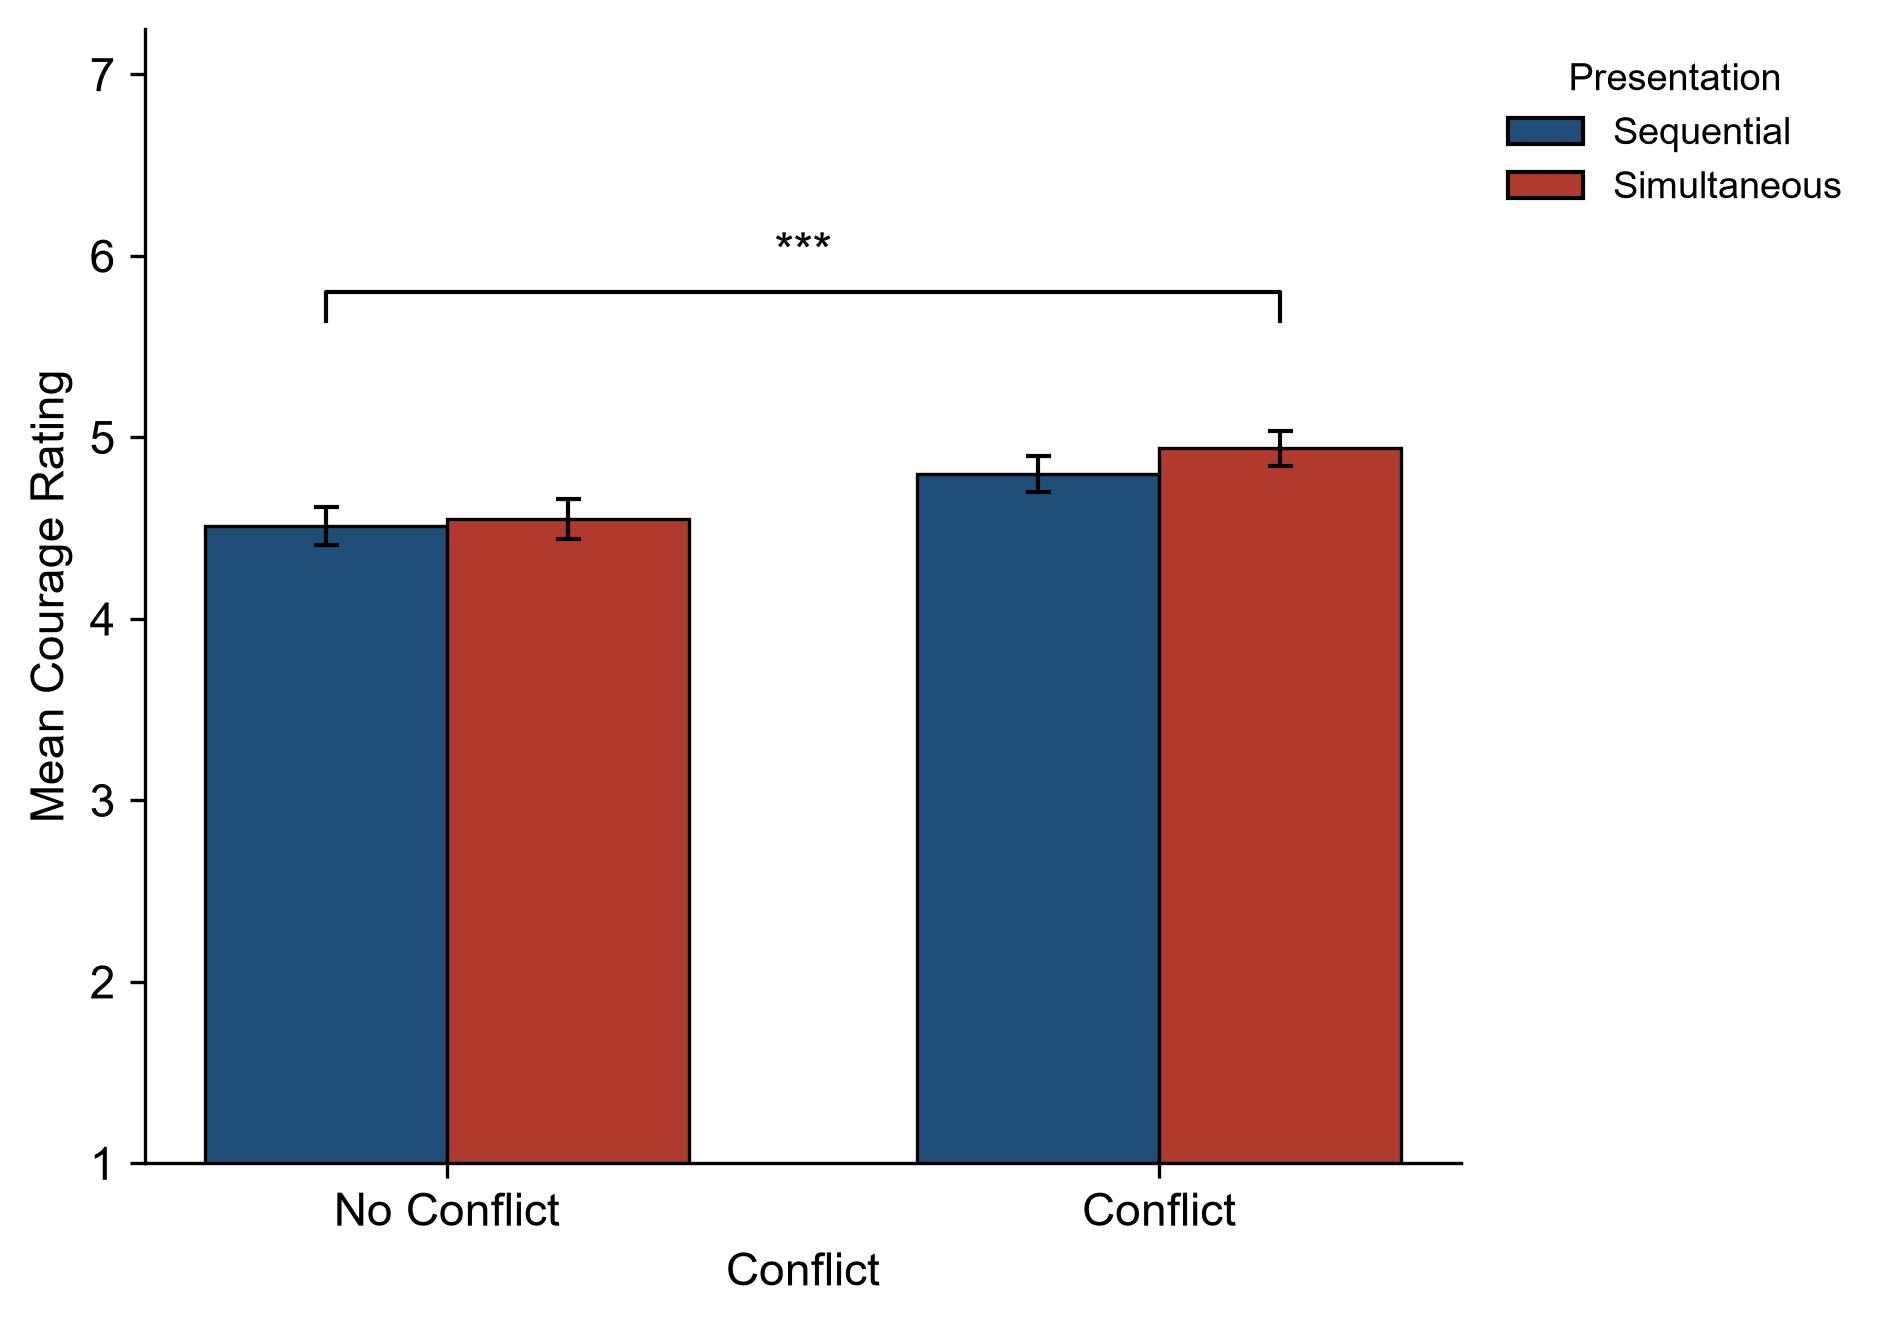 Presentation
Sequential
Simultaneous
7
6
5
4
3
2
1
***
Mean Courage Rating
No Conflict
Conflict
Conflict